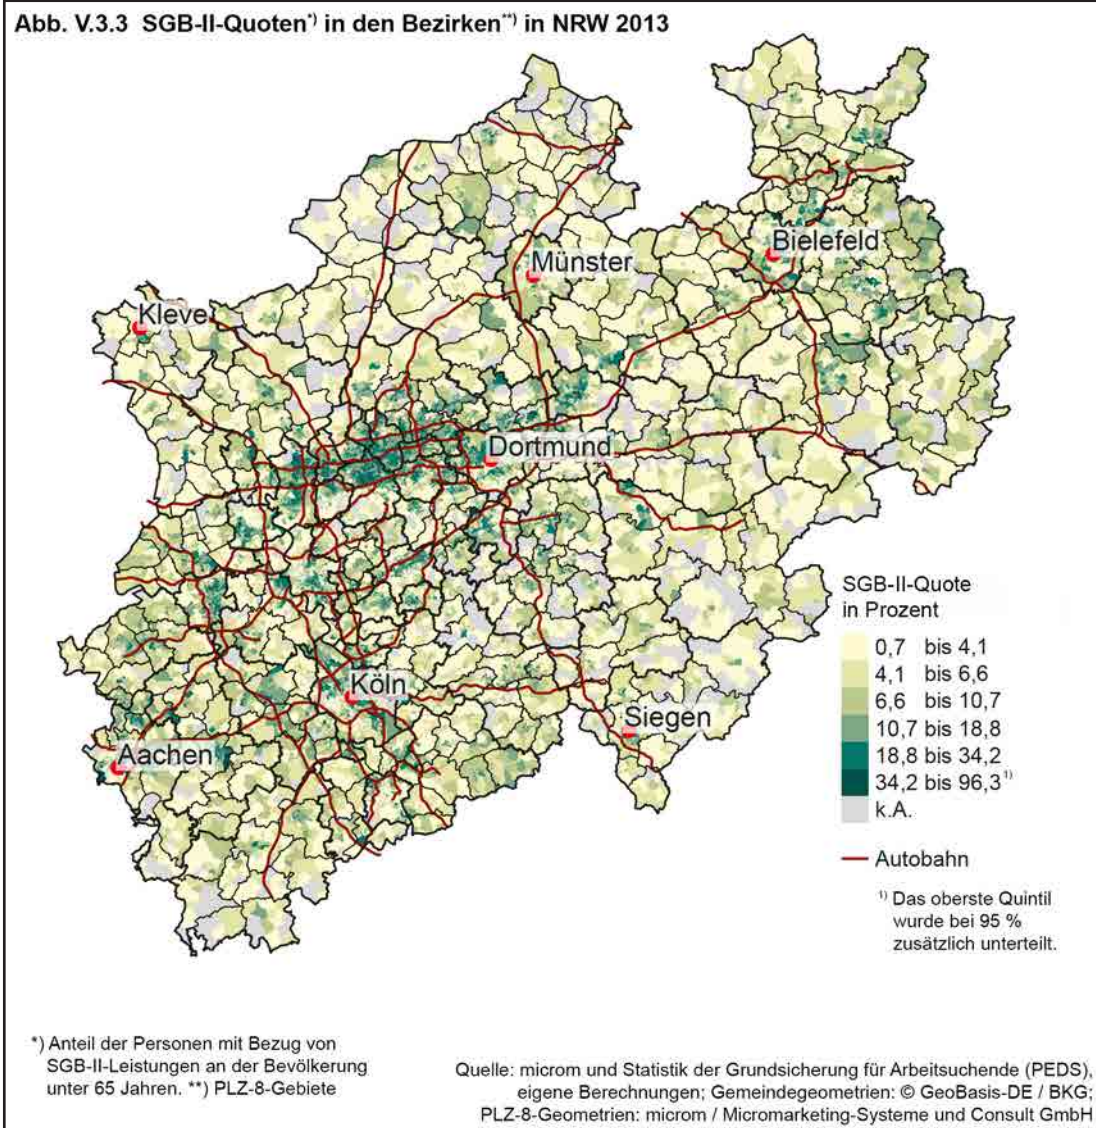 Abb. V.3.3 SGB-II-Quoten*) in den Bezirken**) in NRW 2013
Bielefeld
Münster
Kleve
Dortmund
Köln
Siegen
Aachen
SGB-II-Quote
in Prozent
0,7 bis 4,1
4,1 bis 6,6
6,6 bis 10,7
10,7 bis 18,8
18,8 bis 34,2
34,2 bis 96,3¹⁾
k.A.
Autobahn
¹⁾ Das oberste Quintil
wurde bei 95 %
zusätzlich unterteilt.
*) Anteil der Personen mit Bezug von
SGB-II-Leistungen an der Bevölkerung
unter 65 Jahren. **) PLZ-8-Gebiete
Quelle: microm und Statistik der Grundsicherung für Arbeitsuchende (PEDS),
eigene Berechnungen; Gemeindegeometrien: © GeoBasis-DE / BKG;
PLZ-8-Geometrien: microm / Micromarketing-Systeme und Consult GmbH